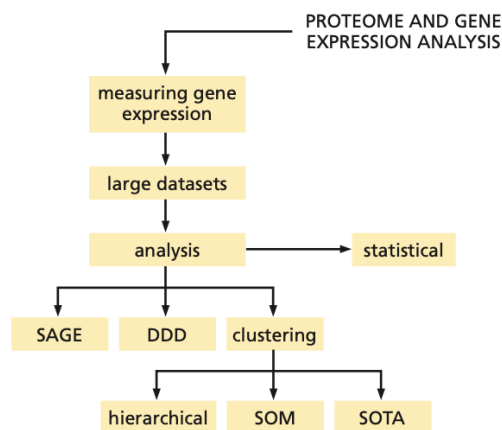 PROTEOME AND GENE
EXPRESSION ANALYSIS
measuring gene
expression
large datasets
analysis
statistical
SAGE
DDD
clustering
hierarchical
SOM
SOTA